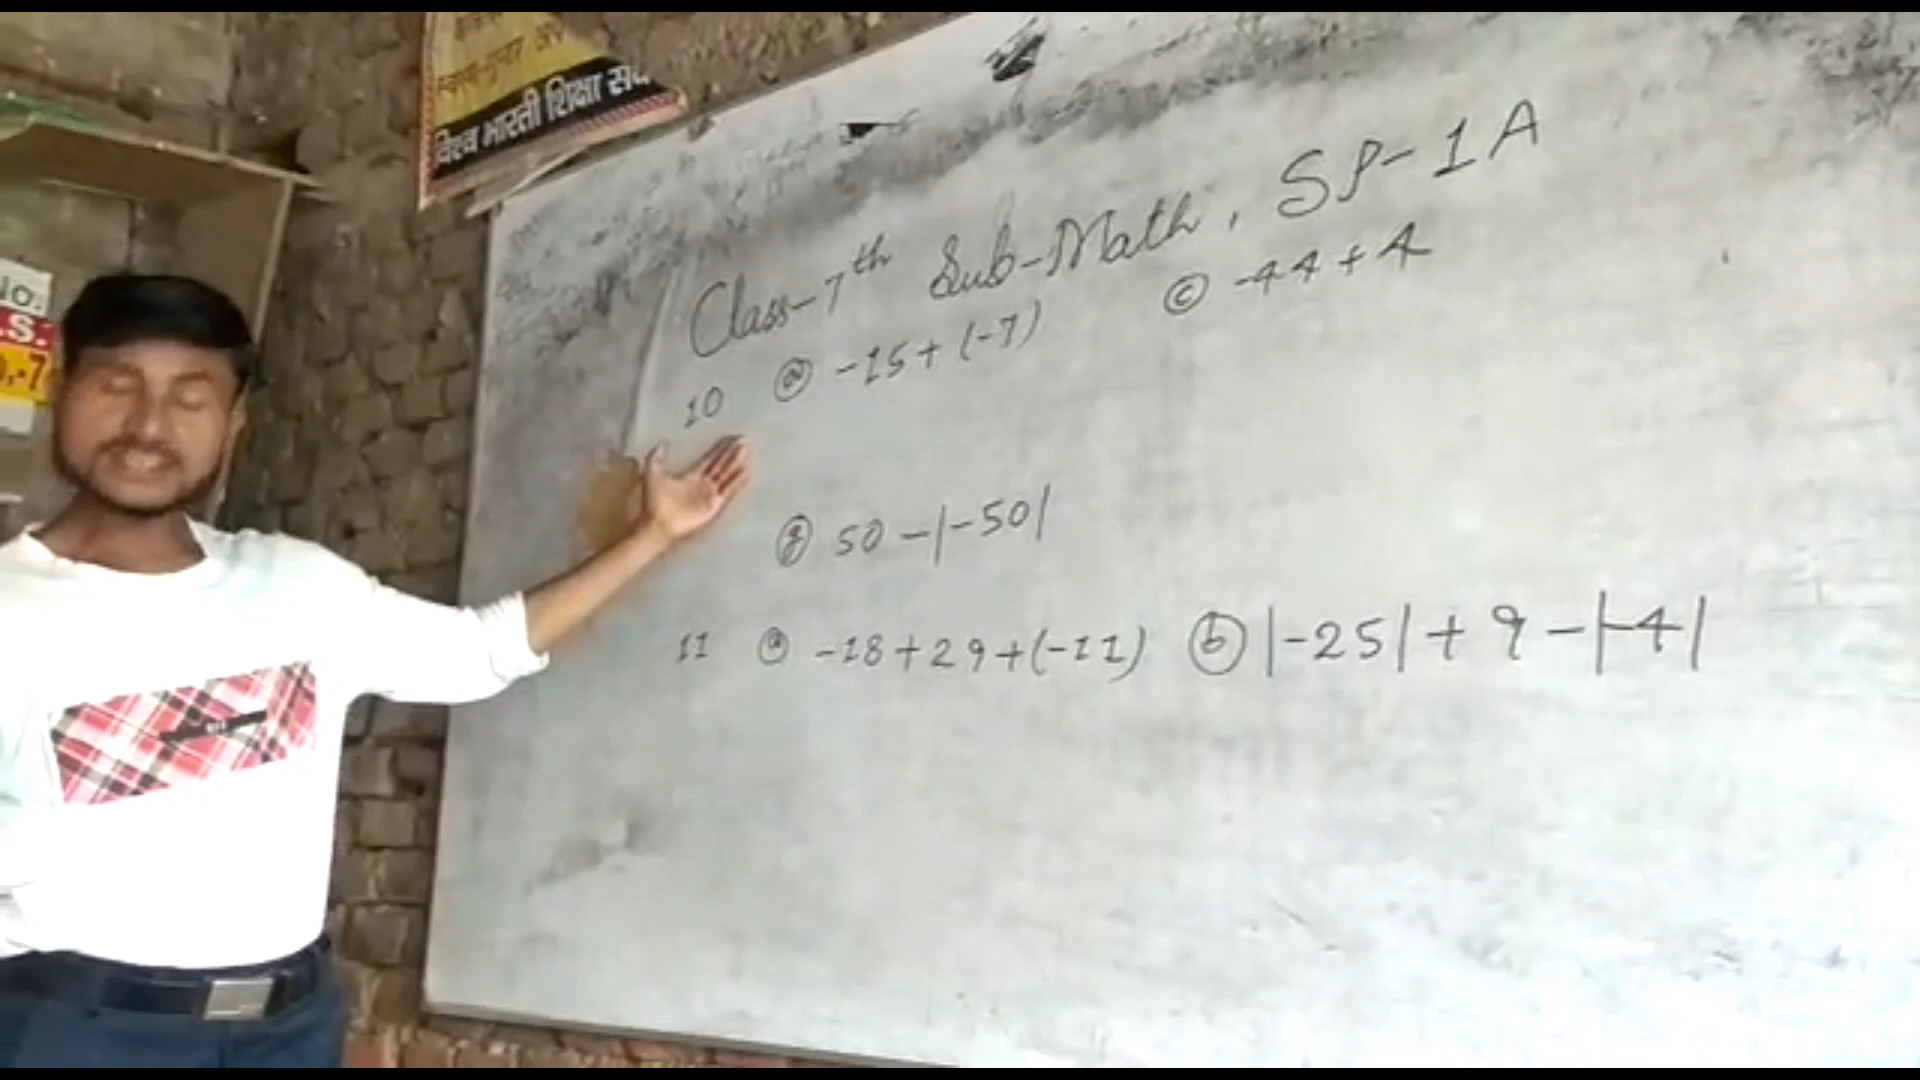 विश्व भारती शिक्षा
No.
.S.
Class-7th Sub-Math, SP-1A
10 ⓐ -15+(-7) ⓒ -44+4
ⓖ 50-|-50|
11 ⓐ -18+29+(-11) ⓑ |-25|+9-|-4|